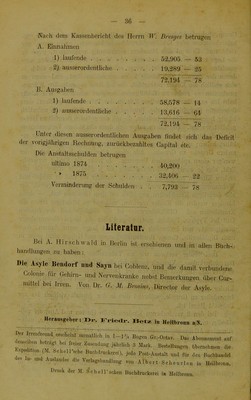 — 36 —
Nach dem Kassenbericht des Herrn W. Breuges betrugen
A. Einnahmen
1) laufende . . . . . . . . 52,905 — 53
2) ausserordentliche . . . . . 19,289 — 25
72,194 — 78
B. Ausgaben
1) laufende . . . . . . . . 58,578 — 14
2) ausserordentliche . . . . . 13,616 — 64
72,194 — 78
Unter diesen ausserordentlichen Ausgaben findet sich das Deficit
der vorigjährigen Rechnung, zurückbezahltes Capital etc.
Die Anstaltsschulden betrugen
ultimo 1874 . . . 40,200
" 1875 . . . . 32,406 — 22
Verminderung der Schulden . . 7,793 — 78
Literatur.
Bei A. Hirschwald in Berlin ist erschienen und in allen Buch-
handlungen zu haben:
Die Asyle Bendorf und Sayn bei Coblenz, und die damit verbundene
Colonie für Gehirn- und Nervenkranke nebst Bemerkungen über Cur-
mittel bei Irren. Von Dr. G. M. Director der Asyle.
Herausgeber: Dr. Friedr. Betz in Heilbronn a/N.
Der Irrenfreund erscheint monatlich in 1—1½ Bogen Gr.-Octav. Das Abonnement auf
denselben beträgt bei freier Zusendung jährlich 3 Mark. Bestellungen übernehmen die
Expedition (M. Schell'sche Buchdruckerei), jede Post-Anstalt und für den Buchhandel
des In- und Auslandes die Verlagshandlung von Albert Scheurlen in Heilbronn.
Druck der M. Schell'schen Buchdruckerei in Heilbronn.